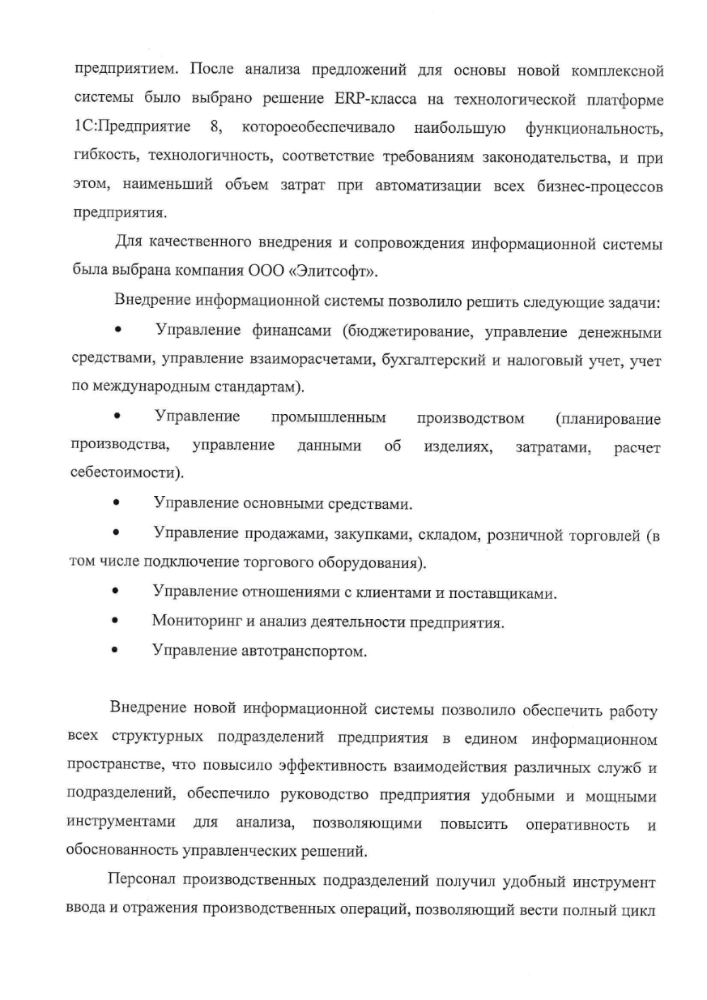 предприятием. После анализа предложений для основы новой комплексной
системы было выбрано решение ERP-класса на технологической платформе
1С:Предприятие 8, котороеобеспечивало наибольшую функциональность,
гибкость, технологичность, соответствие требованиям законодательства, и при
этом, наименьший объем затрат при автоматизации всех бизнес-процессов
предприятия.
Для качественного внедрения и сопровождения информационной системы
была выбрана компания ООО «Элитсофт».
Внедрение информационной системы позволило решить следующие задачи:
• Управление финансами (бюджетирование, управление денежными
средствами, управление взаиморасчетами, бухгалтерский и налоговый учет, учет
по международным стандартам).
• Управление промышленным производством (планирование
производства, управление данными об изделиях, затратами, расчет
себестоимости).
• Управление основными средствами.
• Управление продажами, закупками, складом, розничной торговлей (в
том числе подключение торгового оборудования).
• Управление отношениями с клиентами и поставщиками.
• Мониторинг и анализ деятельности предприятия.
• Управление автотранспортом.
Внедрение новой информационной системы позволило обеспечить работу
всех структурных подразделений предприятия в едином информационном
пространстве, что повысило эффективность взаимодействия различных служб и
подразделений, обеспечило руководство предприятия удобными и мощными
инструментами для анализа, позволяющими повысить оперативность и
обоснованность управленческих решений.
Персонал производственных подразделений получил удобный инструмент
ввода и отражения производственных операций, позволяющий вести полный цикл